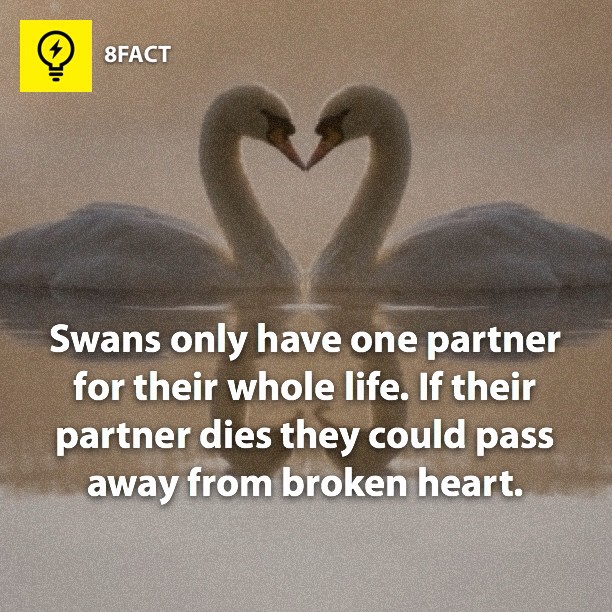 8FACT
Swans only have one partner
for their whole life. If their
partner dies they could pass
away from broken heart.